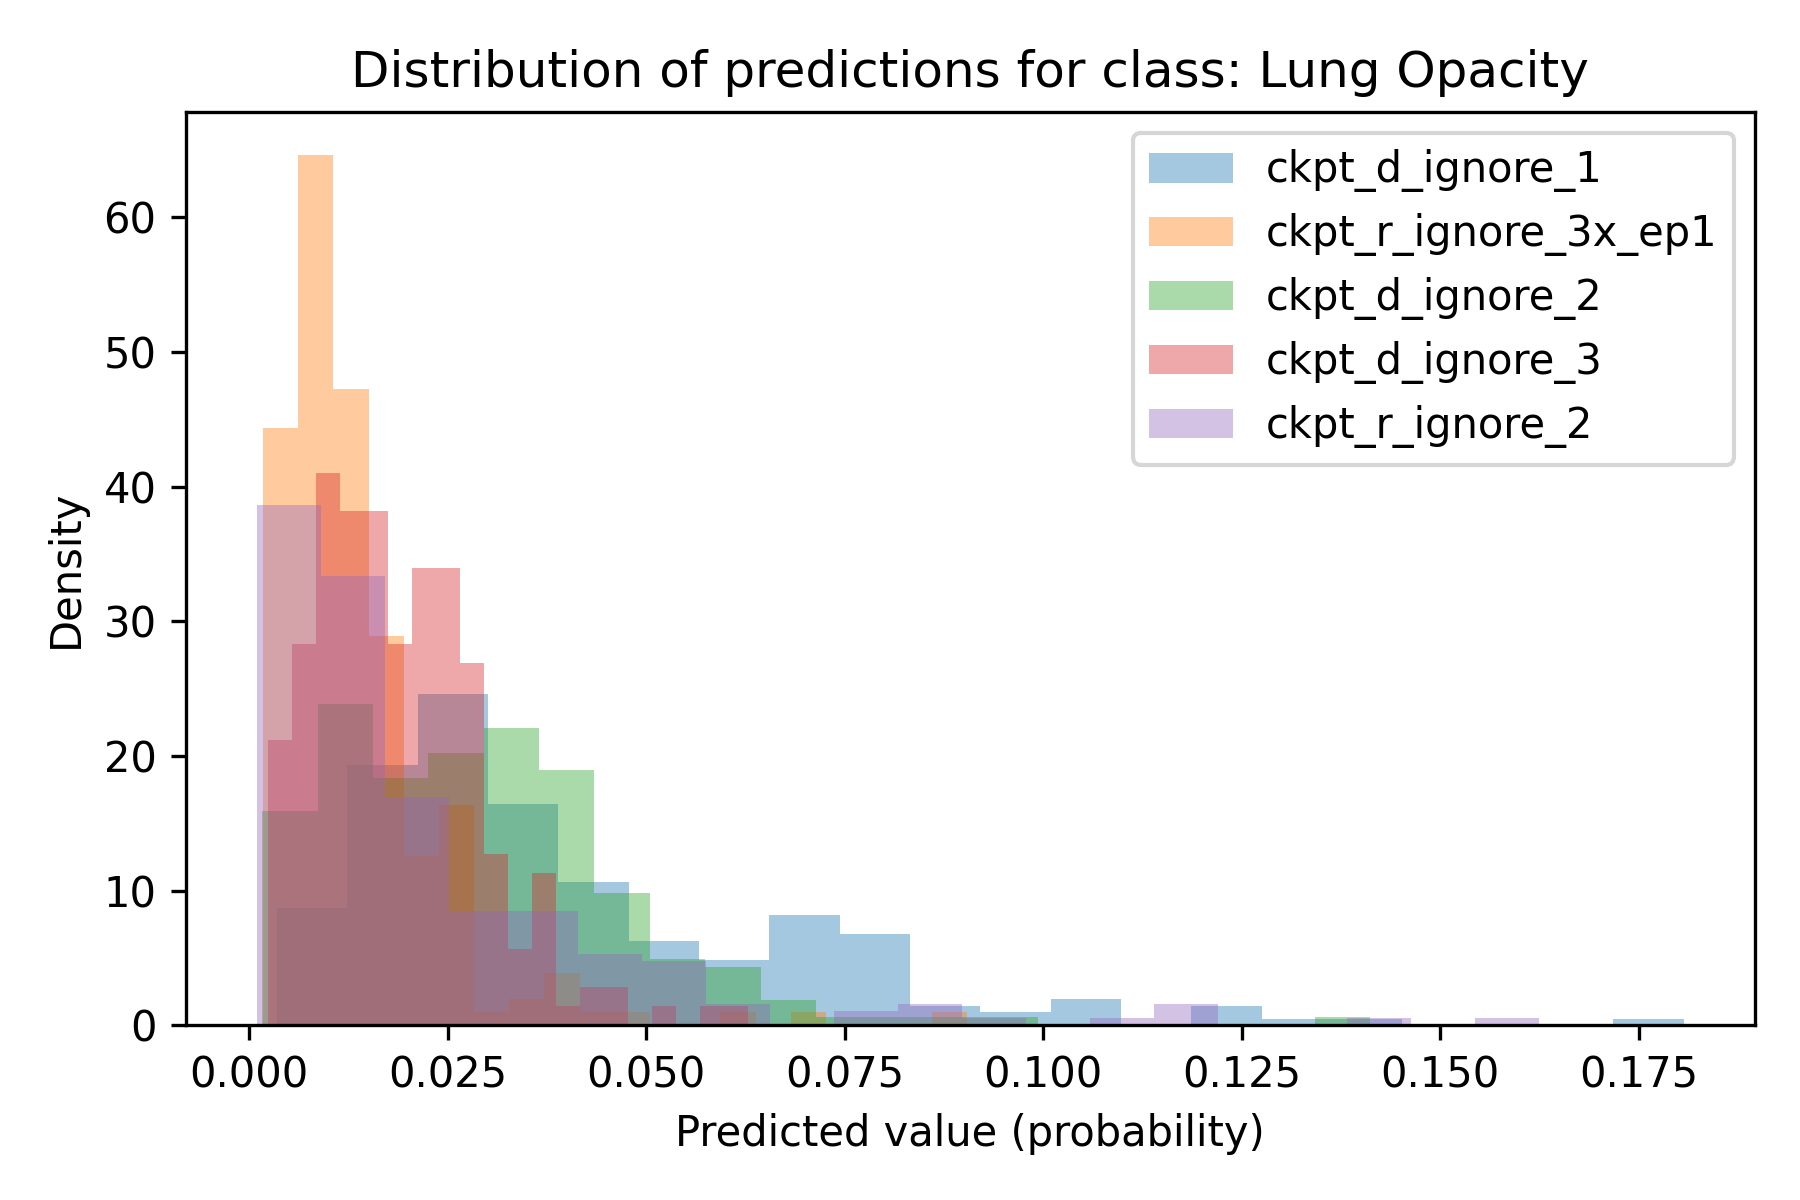 Distribution of predictions for class: Lung Opacity
ckpt_d_ignore_1
ckpt_r_ignore_3x_ep1
ckpt_d_ignore_2
ckpt_d_ignore_3
ckpt_r_ignore_2
Density
60
50
40
30
20
10
0
0.000 0.025 0.050 0.075 0.100 0.125 0.150 0.175
Predicted value (probability)